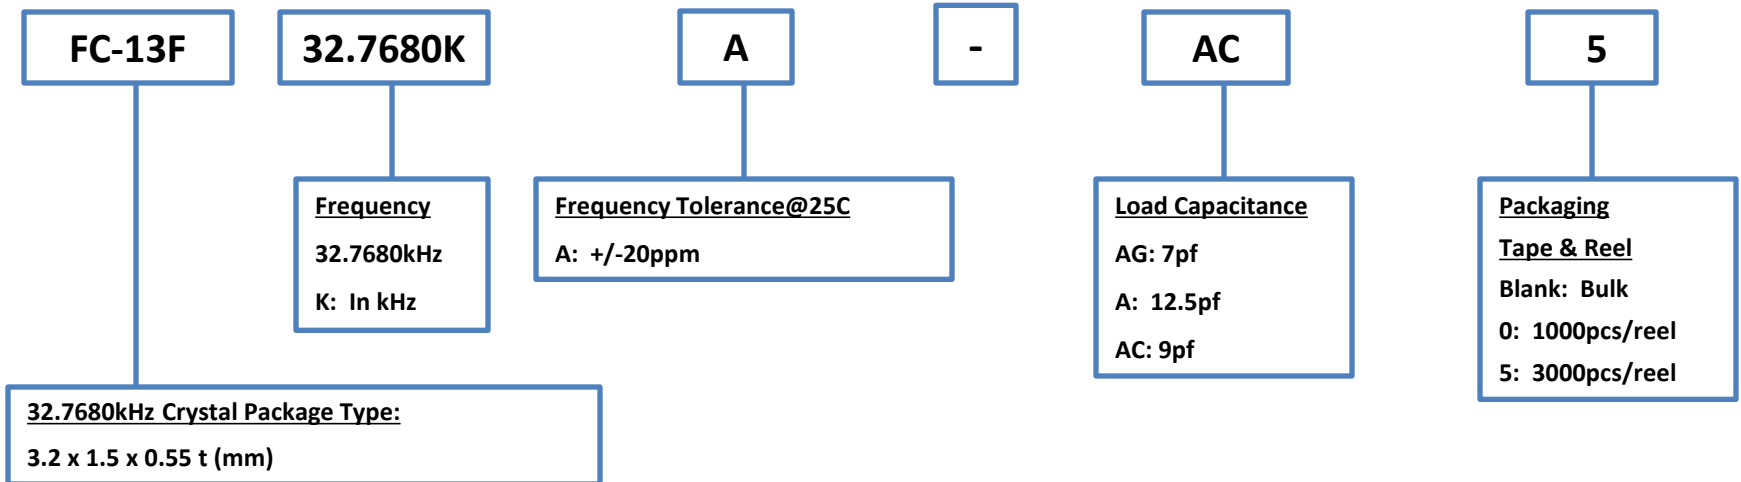 FC-13F 32.7680K A - AC 5
Frequency
32.7680kHz
K: In kHz
Frequency Tolerance@25C
A: +/-20ppm
Load Capacitance
AG: 7pf
A: 12.5pf
AC: 9pf
Packaging
Tape & Reel
Blank: Bulk
0: 1000pcs/reel
5: 3000pcs/reel
32.7680kHz Crystal Package Type:
3.2 x 1.5 x 0.55 t (mm)